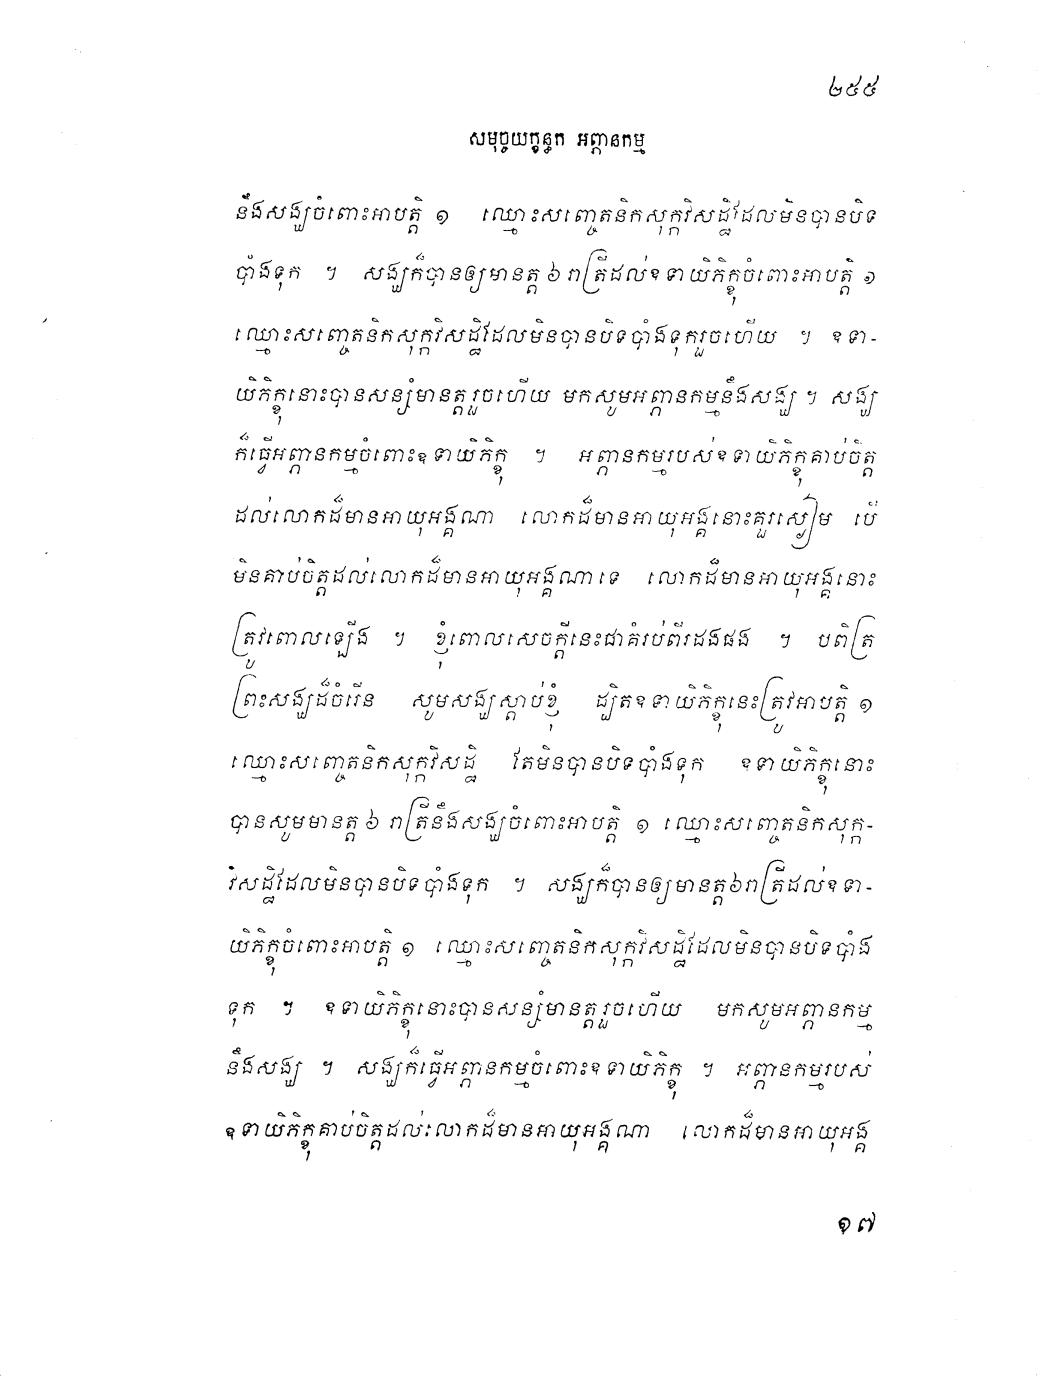 ២៥៥
សមុច្ចយក្ខន្ធក អព្ភានកម្ម
នឹងសង្ឃចំពោះអាបត្តិ ១ ឈ្មោះសញ្ចេតនិកសុក្កវិសដ្ឋិដែលមិនបានបិទ
បាំងទុក ។ សង្ឃក៏បានឲ្យមានត្ត ៦ រាត្រីដល់ឧទាយិភិក្ខុចំពោះអាបត្តិ ១
ឈ្មោះសញ្ចេតនិកសុក្កវិសដ្ឋិដែលមិនបានបិទបាំងទុករួចហើយ ។ ឧទា-
យិភិក្ខុនោះបានសន្សំមានត្តរួចហើយ មកសូមអព្ភានកម្មនឹងសង្ឃ ។ សង្ឃ
ក៏ធ្វើអព្ភានកម្មចំពោះឧទាយិភិក្ខុ ។ អព្ភានកម្មរបស់ឧទាយិភិក្ខុគាប់ចិត្ត
ដល់លោកដ៏មានអាយុអង្គណា លោកដ៏មានអាយុអង្គនោះគួរស្ងៀម បើ
មិនគាប់ចិត្តដល់លោកដ៏មានអាយុអង្គណាទេ លោកដ៏មានអាយុអង្គនោះ
ត្រូវពោលឡើង ។ ខ្ញុំពោលសេចក្តីនេះជាគំរប់ពីរដងផង ។ បពិត្រ
ព្រះសង្ឃដ៏ចំរើន សូមសង្ឃស្តាប់ខ្ញុំ ដ្បិតឧទាយិភិក្ខុនេះត្រូវអាបត្តិ ១
ឈ្មោះសញ្ចេតនិកសុក្កវិសដ្ឋិ តែមិនបានបិទបាំងទុក ឧទាយិភិក្ខុនោះ
បានសូមមានត្ត ៦ រាត្រីនឹងសង្ឃចំពោះអាបត្តិ ១ ឈ្មោះសញ្ចេតនិកសុក្ក-
វិសដ្ឋិដែលមិនបានបិទបាំងទុក ។ សង្ឃក៏បានឲ្យមានត្ត៦រាត្រីដល់ឧទា-
យិភិក្ខុចំពោះអាបត្តិ ១ ឈ្មោះសញ្ចេតនិកសុក្កវិសដ្ឋិដែលមិនបានបិទបាំង
ទុក ។ ឧទាយិភិក្ខុនោះបានសន្សំមានត្តរួចហើយ មកសូមអព្ភានកម្ម
នឹងសង្ឃ ។ សង្ឃក៏ធ្វើអព្ភានកម្មចំពោះឧទាយិភិក្ខុ ។ អព្ភានកម្មរបស់
ឧទាយិភិក្ខុគាប់ចិត្តដល់លោកដ៏មានអាយុអង្គណា លោកដ៏មានអាយុអង្គ
១៧